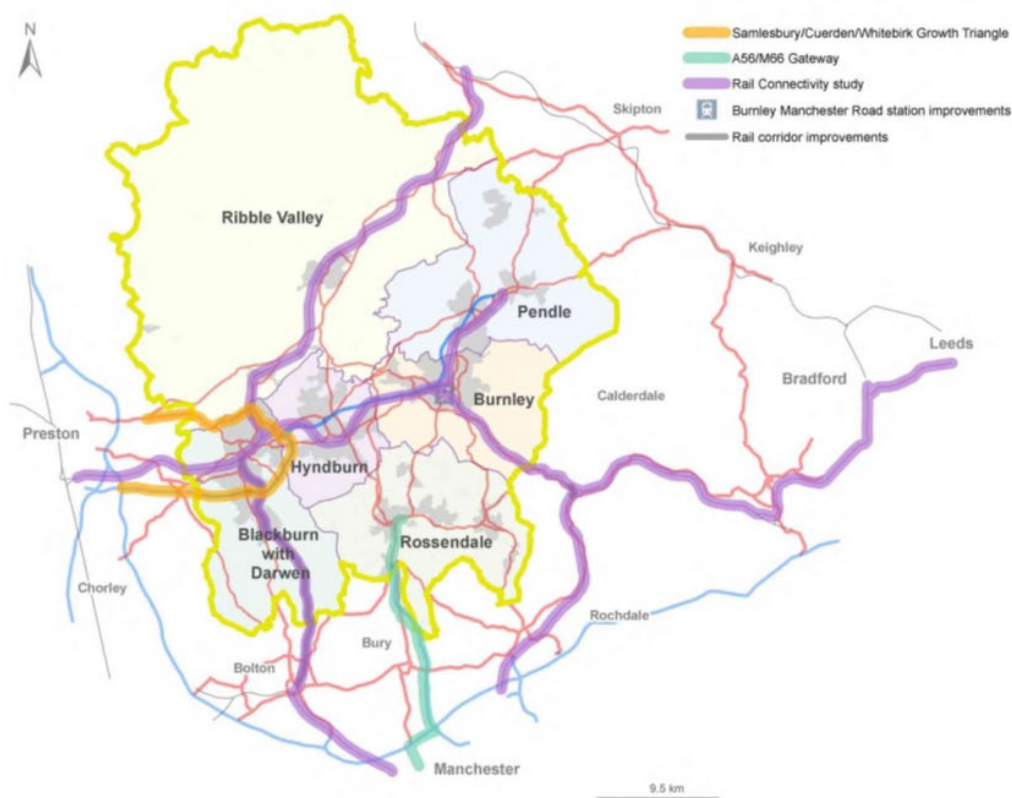 N
Samlesbury/Cuerden/Whitebirk Growth Triangle
A56/M66 Gateway
Rail Connectivity study
Burnley Manchester Road station improvements
Rail corridor improvements
Skipton
Ribble Valley
Keighley
Pendle
Leeds
Bradford
Calderdale
Burnley
Preston
Hyndburn
Blackburn
with
Darwen
Rossendale
Chorley
Rochdale
Bury
Bolton
Manchester
9.5 km